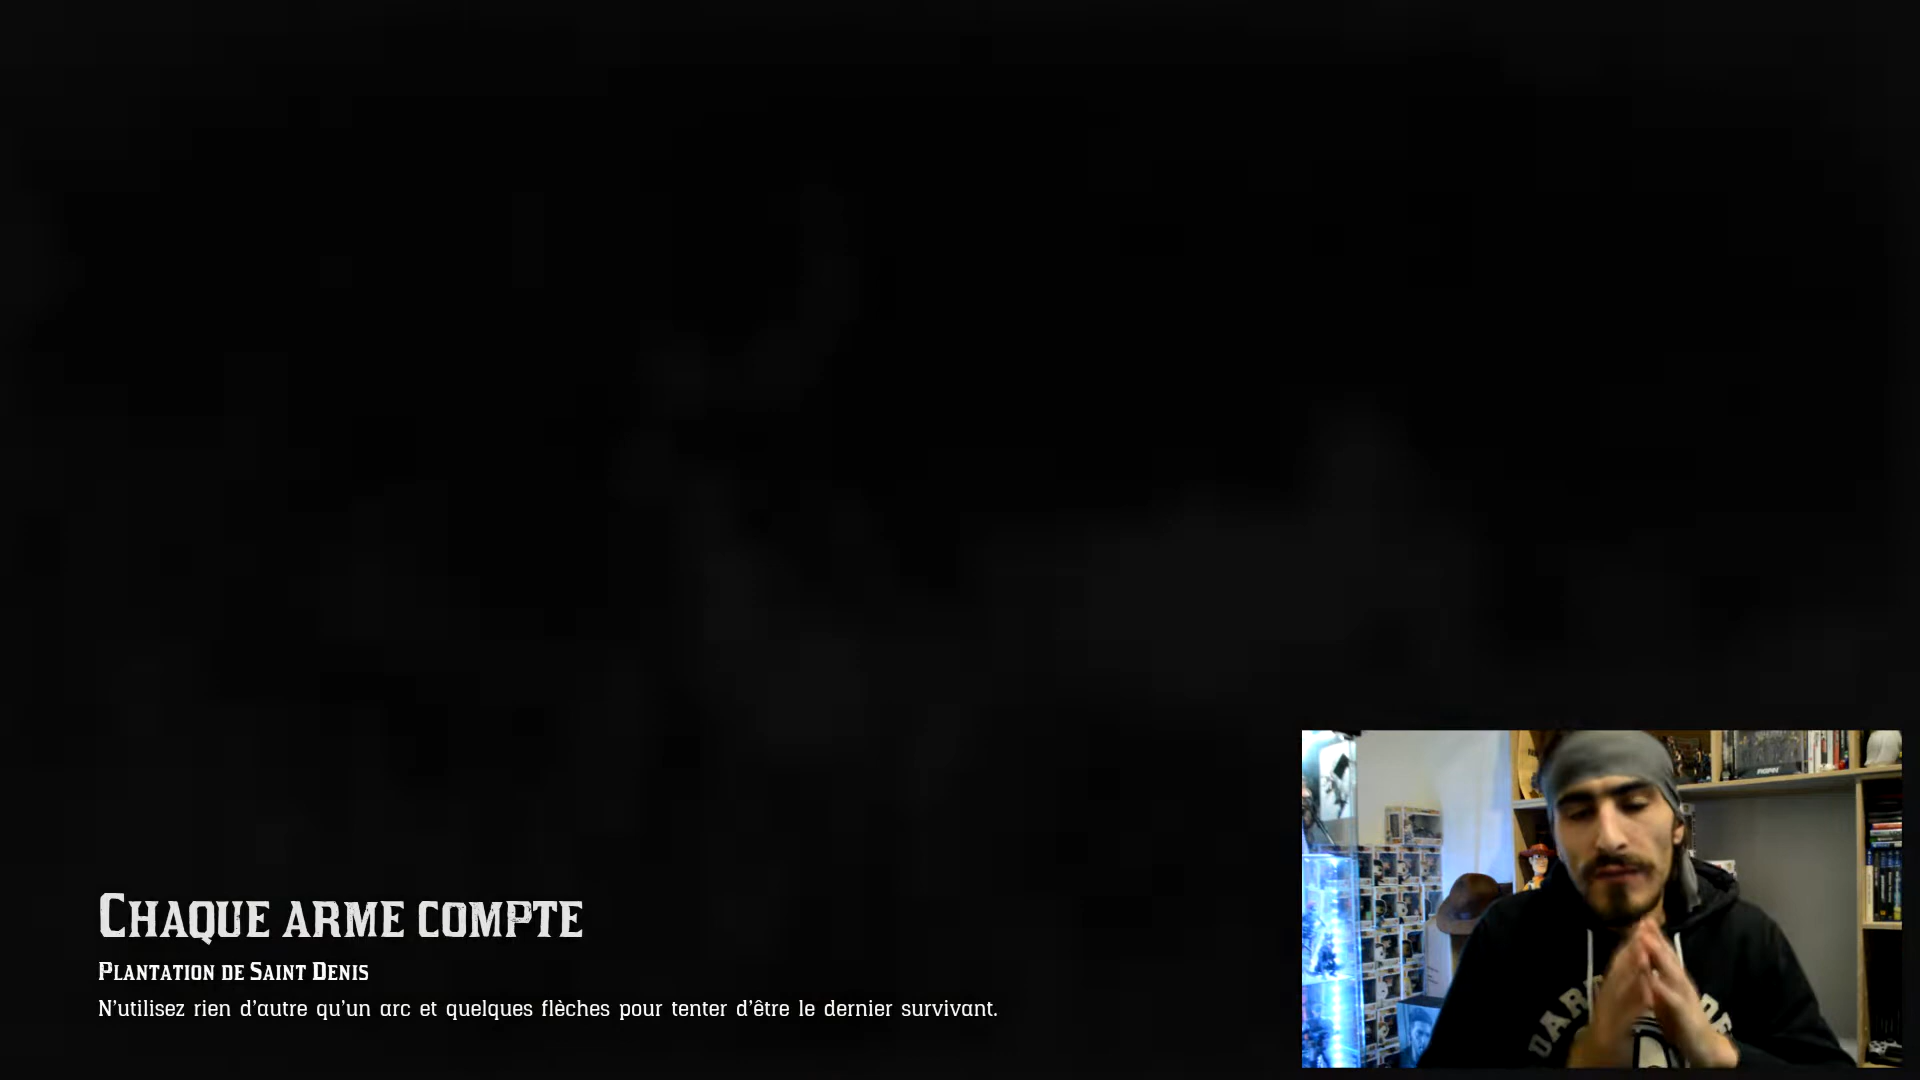 Chaque arme compte
Plantation de Saint Denis
N'utilisez rien d'autre qu'un arc et quelques flèches pour tenter d'être le dernier survivant.